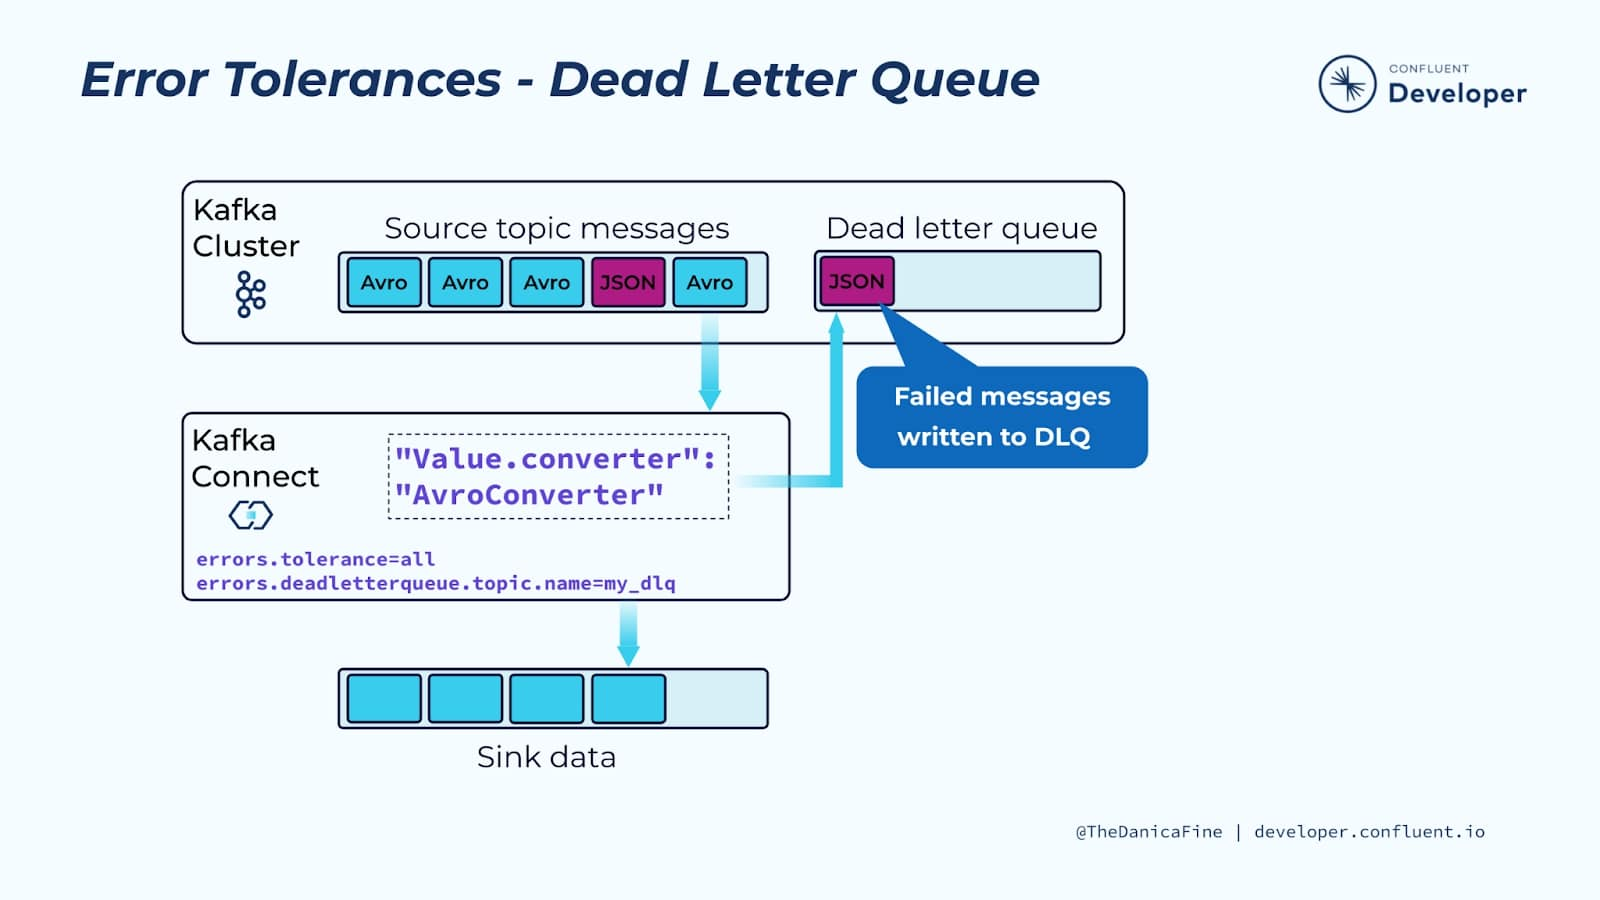 Error Tolerances - Dead Letter Queue
CONFLUENT
Developer
Kafka
Cluster
Source topic messages
Avro
Avro
Avro
JSON
Avro
Dead letter queue
JSON
Failed messages
written to DLQ
Kafka
Connect
"Value.converter":
"AvroConverter"
errors.tolerance=all
errors.deadletterqueue.topic.name=my_dlq
Sink data
@TheDanicaFine | developer.confluent.io